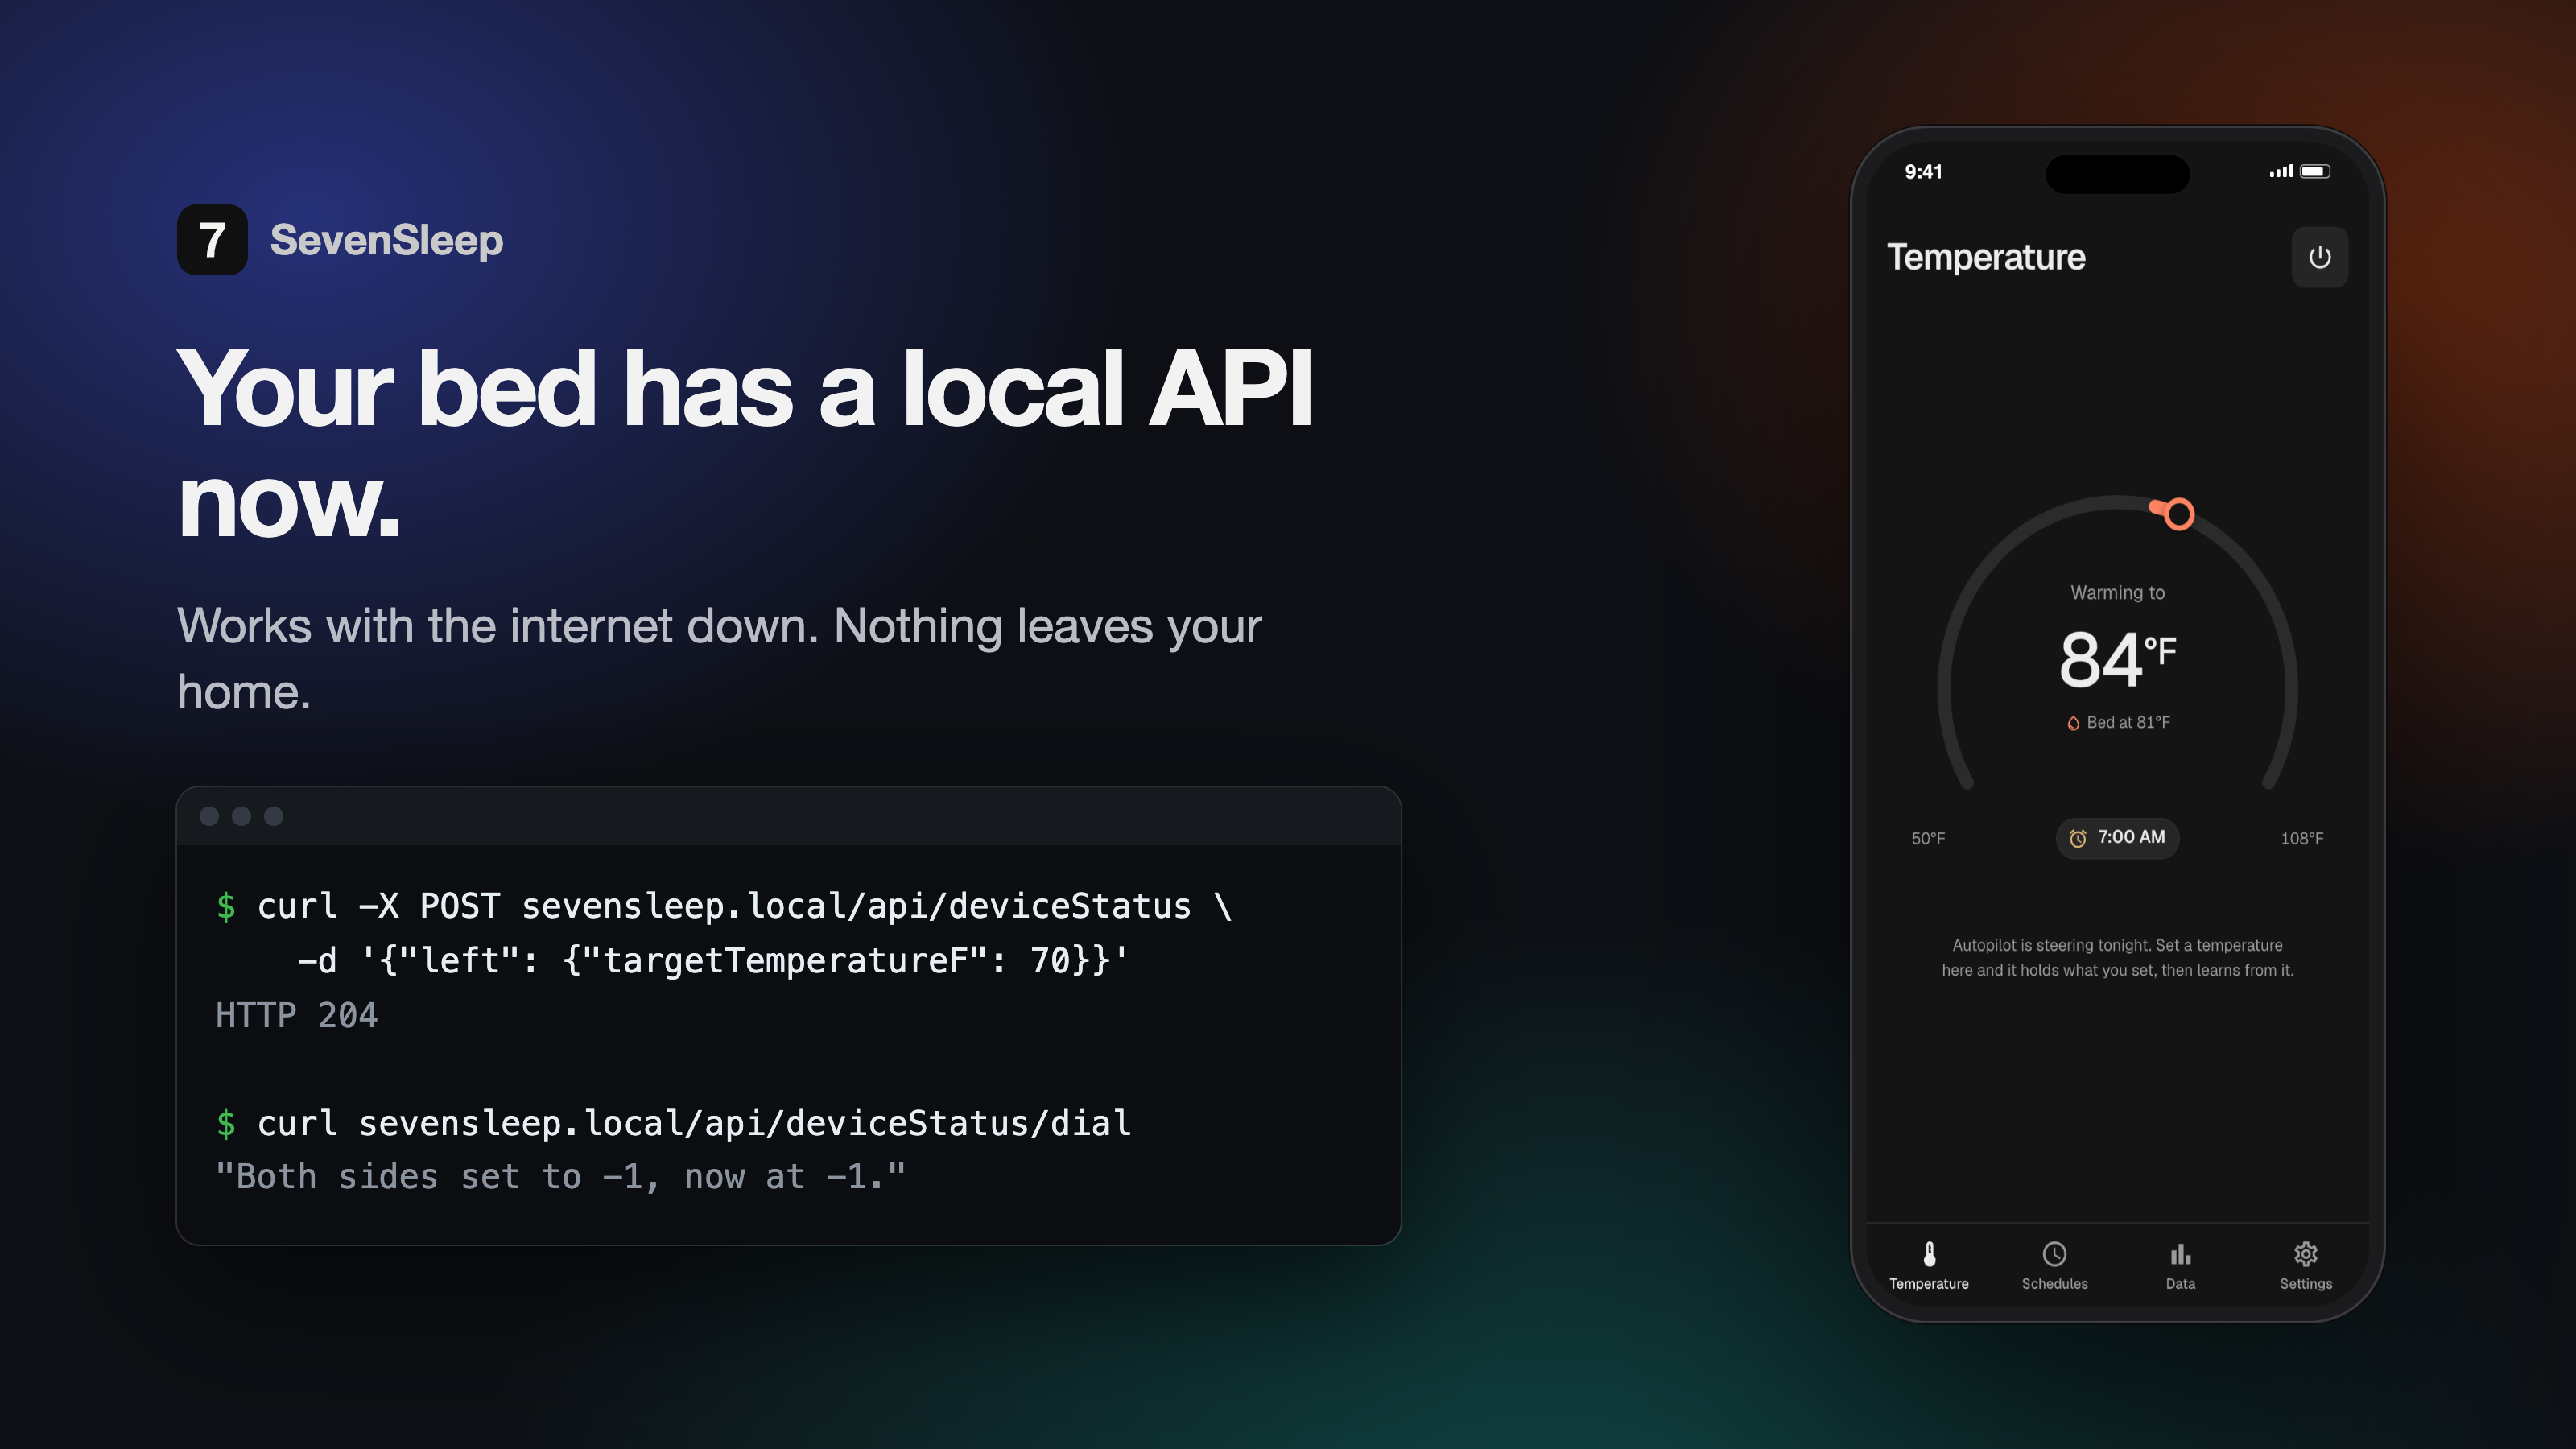 7 SevenSleep
Your bed has a local API
now.
Works with the internet down. Nothing leaves your
home.
$ curl -X POST sevensleep.local/api/deviceStatus \
-d '{"left": {"targetTemperatureF": 70}}'
HTTP 204
$ curl sevensleep.local/api/deviceStatus/dial
"Both sides set to -1, now at -1."
9:41
Temperature
Warming to
84°F
Bed at 81°F
50°F
7:00 AM
108°F
Autopilot is steering tonight. Set a temperature
here and it holds what you set, then learns from it.
Temperature
Schedules
Data
Settings